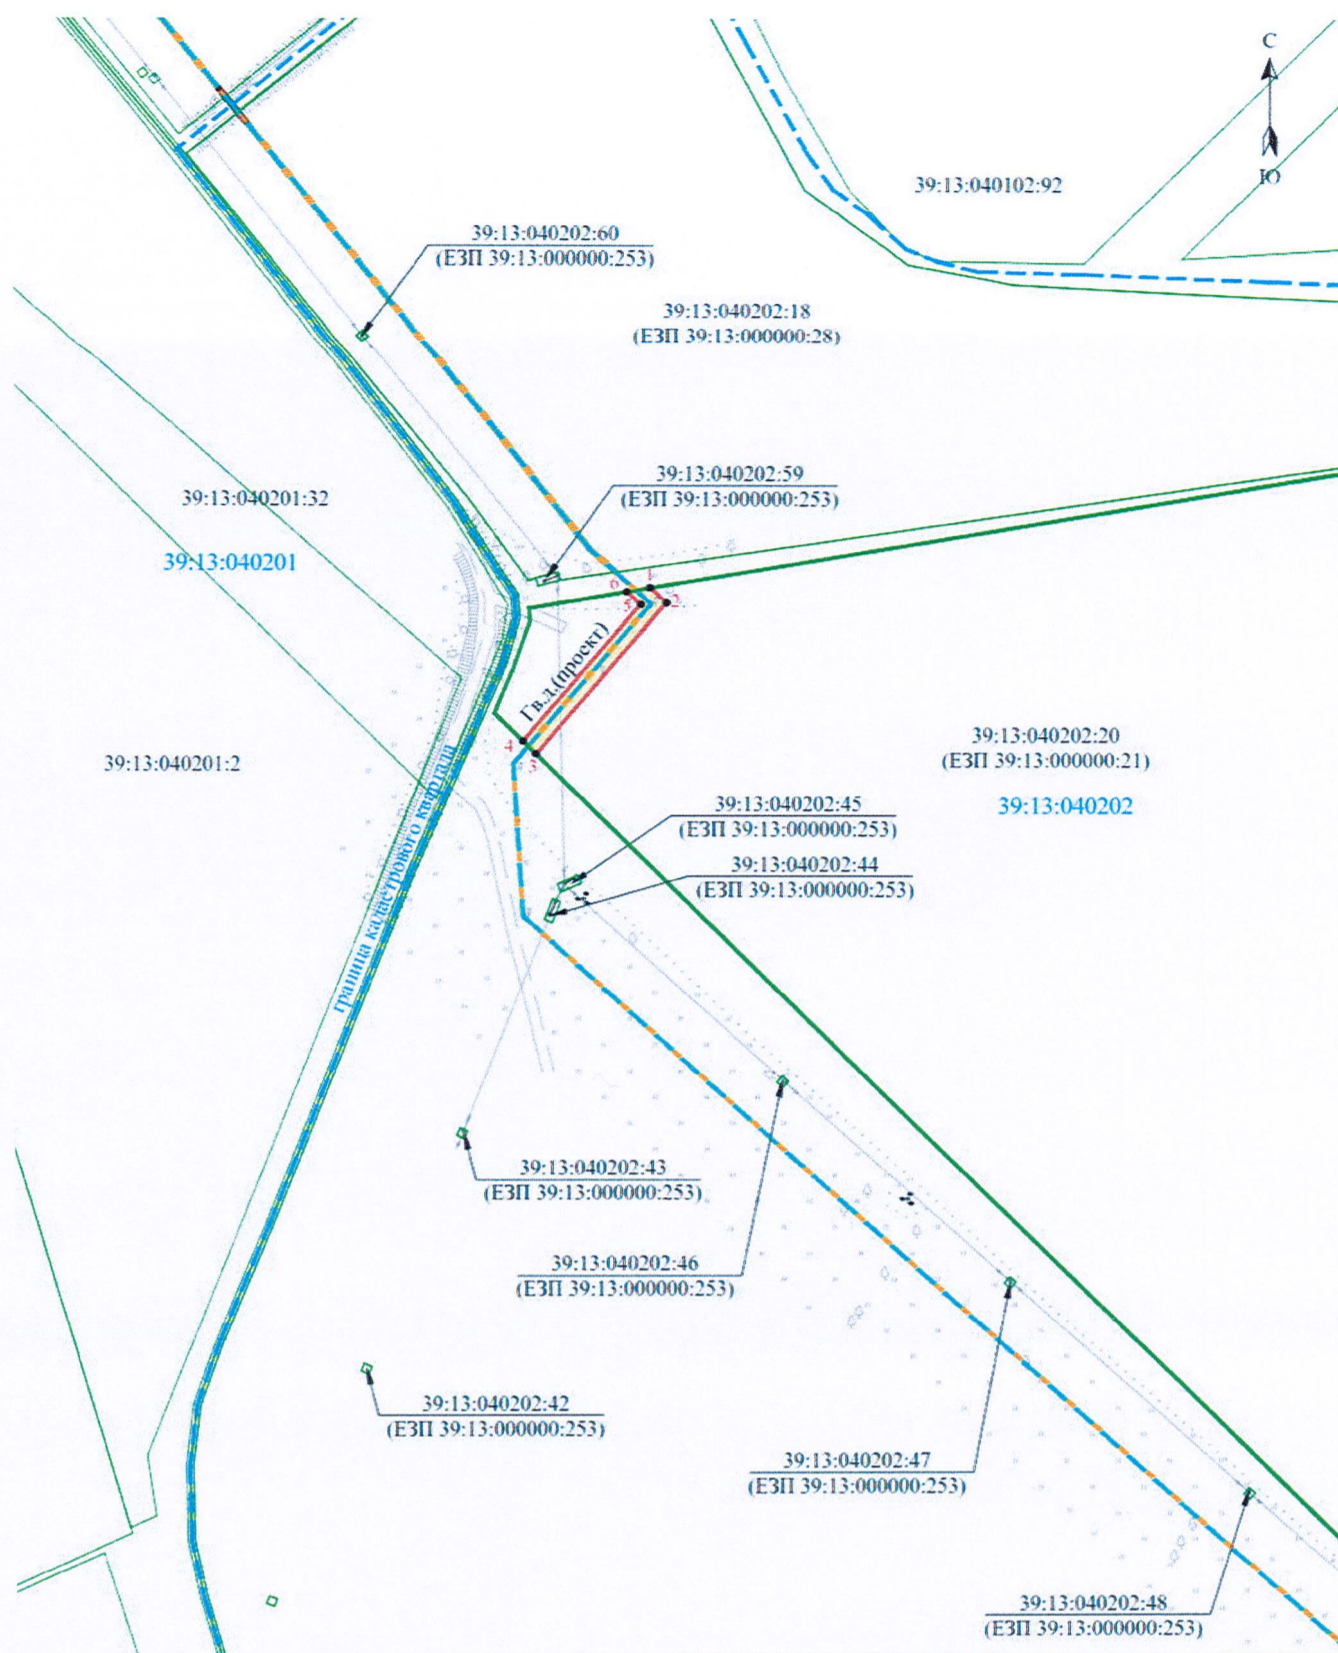 С
Ю
39:13:040102:92
39:13:040202:60
(ЕЗП 39:13:000000:253)
39:13:040202:18
(ЕЗП 39:13:000000:28)
39:13:040202:59
(ЕЗП 39:13:000000:253)
39:13:040201:32
39:13:040201
1
6
2
5
Гв.д.(проект)
4
3
39:13:040202:20
(ЕЗП 39:13:000000:21)
39:13:040202
39:13:040201:2
граница кадастрового квартала
39:13:040202:45
(ЕЗП 39:13:000000:253)
39:13:040202:44
(ЕЗП 39:13:000000:253)
39:13:040202:43
(ЕЗП 39:13:000000:253)
39:13:040202:46
(ЕЗП 39:13:000000:253)
39:13:040202:42
(ЕЗП 39:13:000000:253)
39:13:040202:47
(ЕЗП 39:13:000000:253)
39:13:040202:48
(ЕЗП 39:13:000000:253)